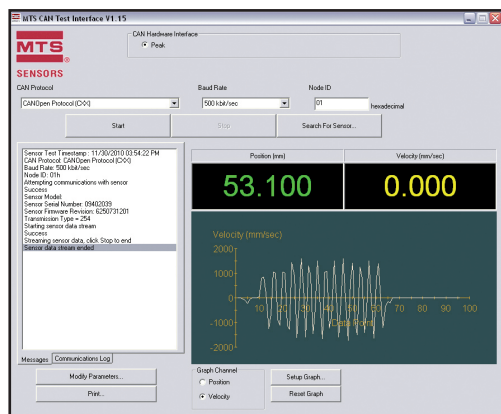 MTS CAN Test Interface V1.15
MTS
®
SENSORS
CAN Hardware Interface
Peak
CAN Protocol
Baud Rate
Node ID
CANOpen Protocol (CXX)
500 kbit/sec
01
hexadecimal
Start
Stop
Search For Sensor...
Sensor Test Timestamp : 11/30/2010 03:54:22 PM
CAN Protocol: CANOpen Protocol (CXX)
Baud Rate: 500 kbit/sec
Node ID: 01h
Attempting communications with sensor
Success
Sensor Model:
Sensor Serial Number: 09402039
Sensor Firmware Revision: 6250731201
Transmission Type = 254
Starting sensor data stream
Success
Streaming sensor data, click Stop to end
Sensor data stream ended
Messages
Communications Log
Position (mm)
Velocity (mm/sec)
53.100
0.000
Velocity (mm/sec)
2000
1000
0
-1000
-2000
10 20 30 40 50 60 70 80 90 100
Data Point
Modify Parameters...
Print...
Graph Channel
Position
Velocity
Setup Graph...
Reset Graph